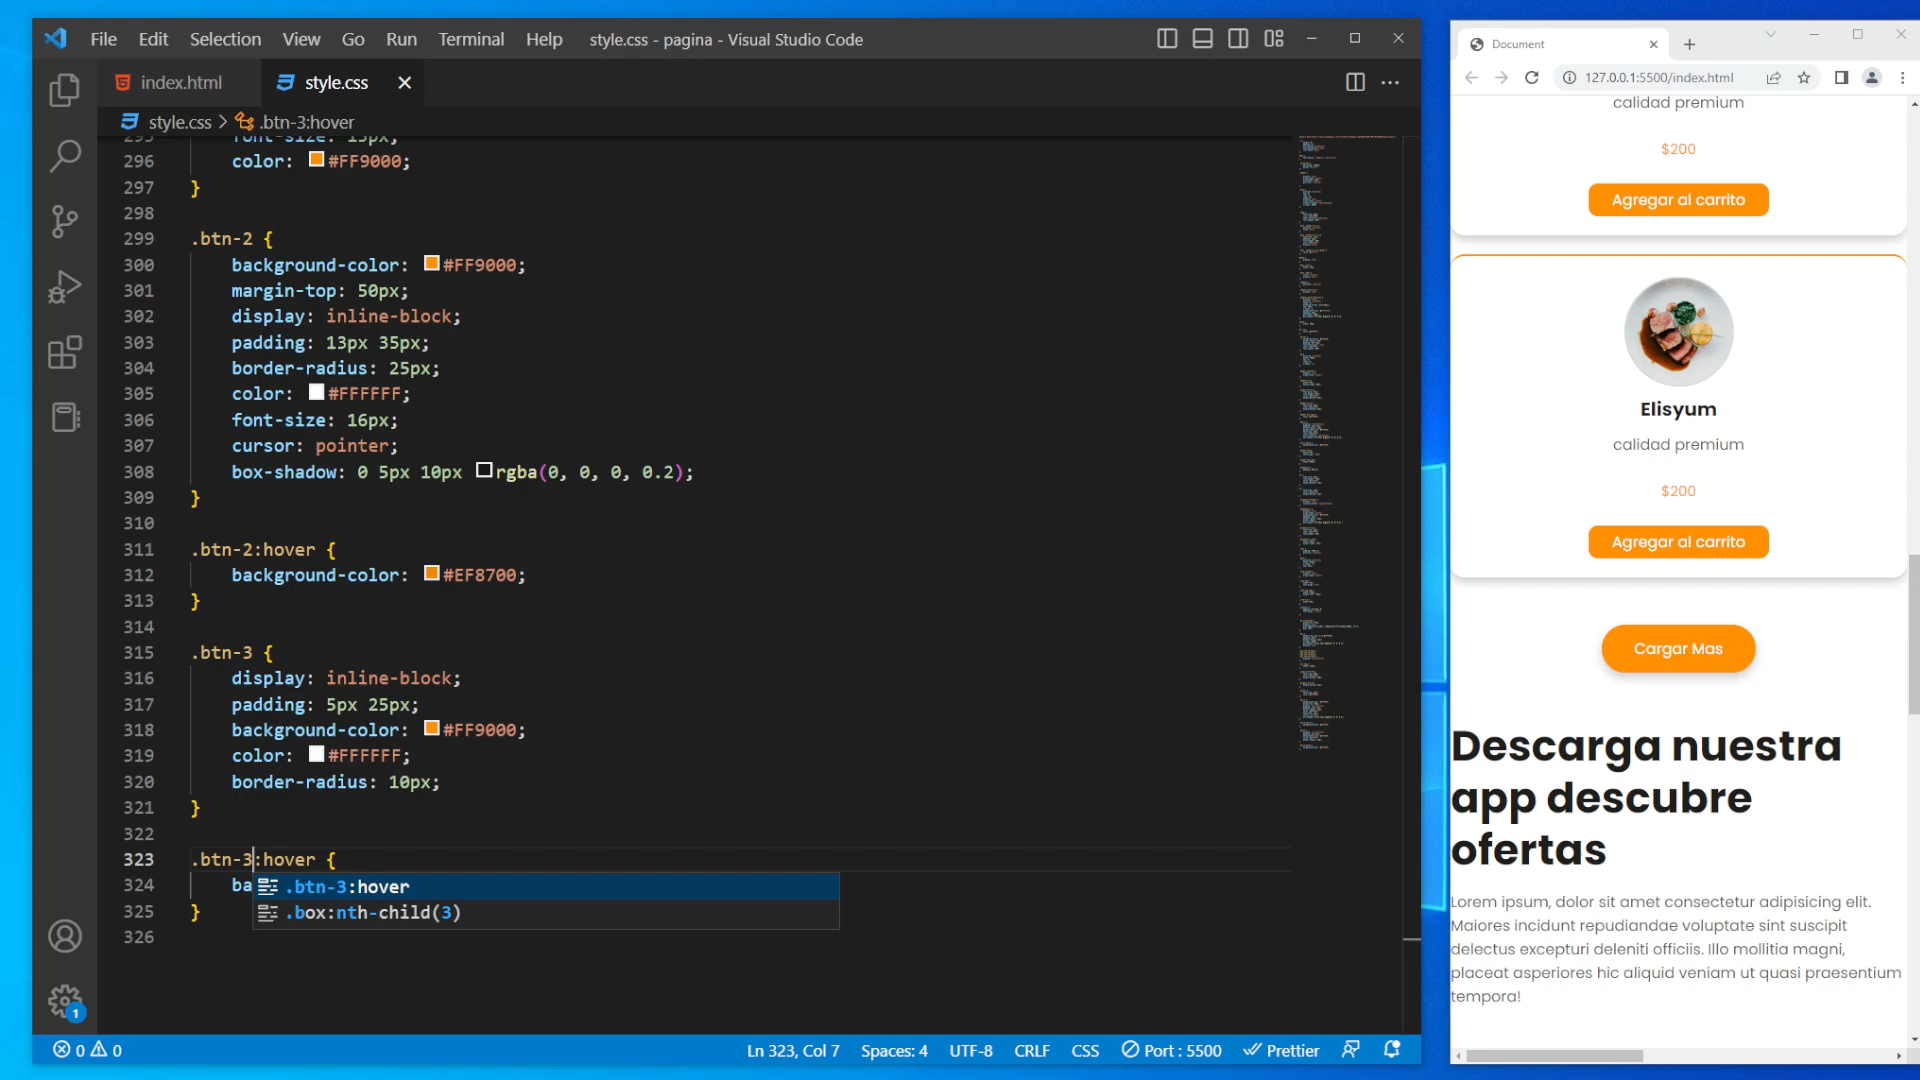 File Edit Selection View Go Run Terminal Help style.css - pagina - Visual Studio Code
index.html style.css
style.css > .btn-3:hover
295 font-size: 15px;
296 color: #FF9000;
297 }
298
299 .btn-2 {
300 background-color: #FF9000;
301 margin-top: 50px;
302 display: inline-block;
303 padding: 13px 35px;
304 border-radius: 25px;
305 color: #FFFFFF;
306 font-size: 16px;
307 cursor: pointer;
308 box-shadow: 0 5px 10px rgba(0, 0, 0, 0.2);
309 }
310
311 .btn-2:hover {
312 background-color: #EF8700;
313 }
314
315 .btn-3 {
316 display: inline-block;
317 padding: 5px 25px;
318 background-color: #FF9000;
319 color: #FFFFFF;
320 border-radius: 10px;
321 }
322
323 .btn-3:hover {
324 ba .btn-3:hover
325 } .box:nth-child(3)
326
1
0 0 Ln 323, Col 7 Spaces: 4 UTF-8 CRLF CSS Port : 5500 Prettier
Document
127.0.0.1:5500/index.html
calidad premium
$200
Agregar al carrito
Elisyum
calidad premium
$200
Agregar al carrito
Cargar Mas
Descarga nuestra
app descubre
ofertas
Lorem ipsum, dolor sit amet consectetur adipisicing elit.
Maiores incidunt repudiandae voluptate sint suscipit
delectus excepturi deleniti officiis. Illo mollitia magni,
placeat asperiores hic aliquid veniam ut quasi praesentium
tempora!